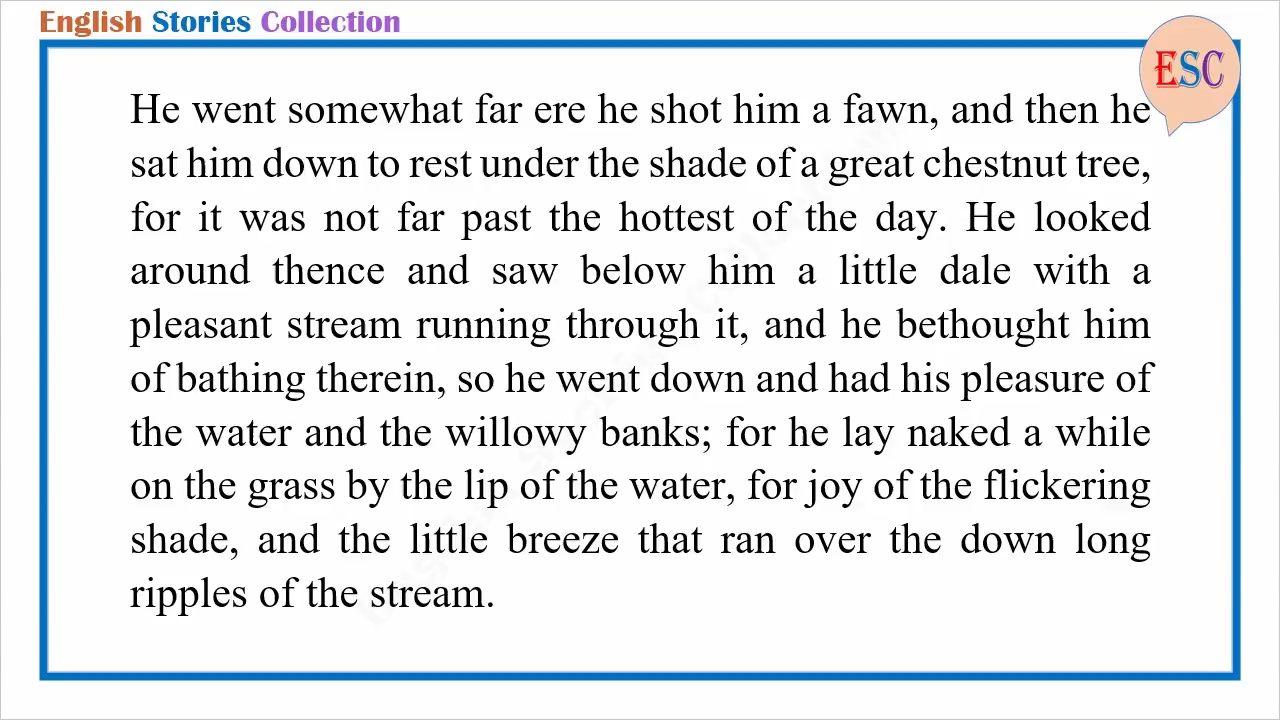 English Stories Collection
ESC
He went somewhat far ere he shot him a fawn, and then he
sat him down to rest under the shade of a great chestnut tree,
for it was not far past the hottest of the day. He looked
around thence and saw below him a little dale with a
pleasant stream running through it, and he bethought him
of bathing therein, so he went down and had his pleasure of
the water and the willowy banks; for he lay naked a while
on the grass by the lip of the water, for joy of the flickering
shade, and the little breeze that ran over the down long
ripples of the stream.